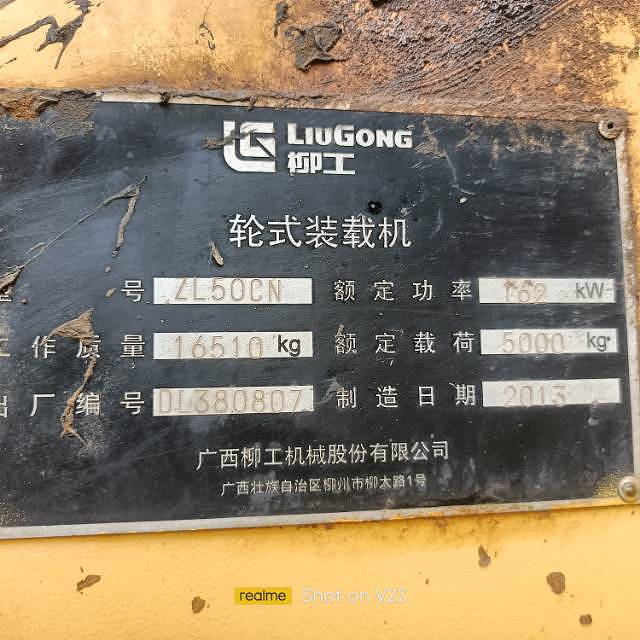 LIUGONG
柳工
轮式装载机
号 ZL50CN 额定功率 162 kW
工作质量 16510 kg 额定载荷 5000 kg
出厂编号 DL380807 制造日期 2013
广西柳工机械股份有限公司
广西壮族自治区柳州市柳太路1号
realme Shot on V23